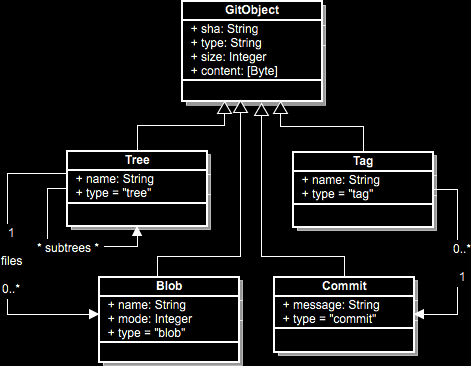 GitObject
+ sha: String
+ type: String
+ size: Integer
+ content: [Byte]
Tree
+ name: String
+ type = "tree"
Tag
+ name: String
+ type = "tag"
1
* subtrees *
0..*
files
0..*
1
Blob
+ name: String
+ mode: Integer
+ type = "blob"
Commit
+ message: String
+ type = "commit"